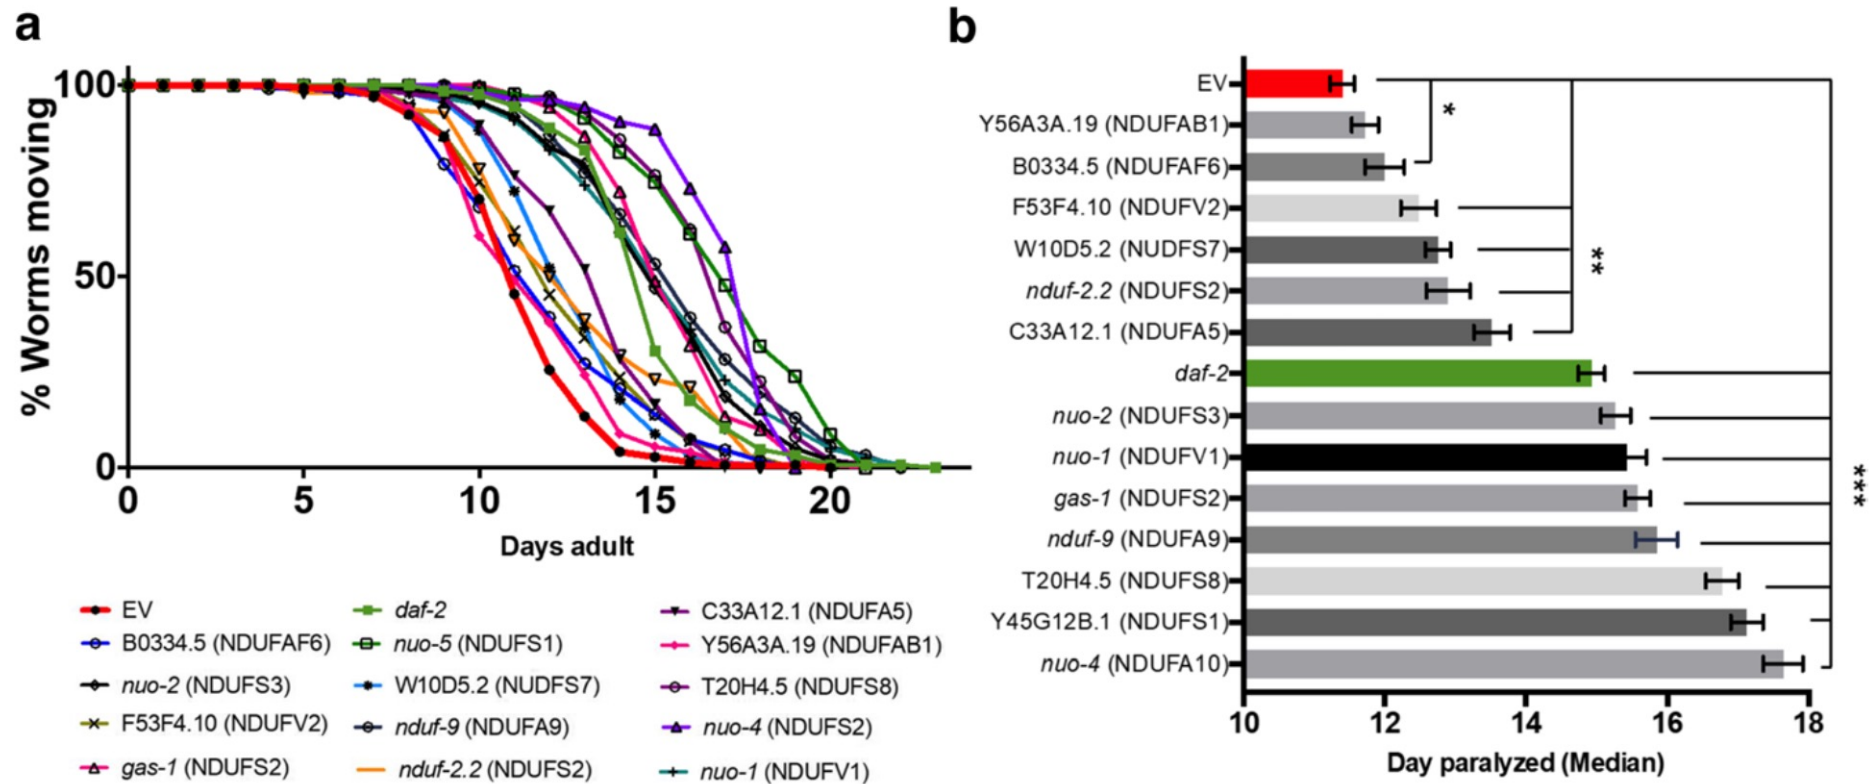 a
% Worms moving
100
50
0
0 5 10 15 20
Days adult
EV
B0334.5 (NDUFAF6)
nuo-2 (NDUFS3)
F53F4.10 (NDUFV2)
gas-1 (NDUFS2)
daf-2
nuo-5 (NDUFS1)
W10D5.2 (NUDFS7)
nduf-9 (NDUFA9)
nduf-2.2 (NDUFS2)
C33A12.1 (NDUFA5)
Y56A3A.19 (NDUFAB1)
T20H4.5 (NDUFS8)
nuo-4 (NDUFS2)
nuo-1 (NDUFV1)
b
EV
Y56A3A.19 (NDUFAB1)
B0334.5 (NDUFAF6)
F53F4.10 (NDUFV2)
W10D5.2 (NUDFS7)
nduf-2.2 (NDUFS2)
C33A12.1 (NDUFA5)
daf-2
nuo-2 (NDUFS3)
nuo-1 (NDUFV1)
gas-1 (NDUFS2)
nduf-9 (NDUFA9)
T20H4.5 (NDUFS8)
Y45G12B.1 (NDUFS1)
nuo-4 (NDUFA10)
*
**
***
10 12 14 16 18
Day paralyzed (Median)